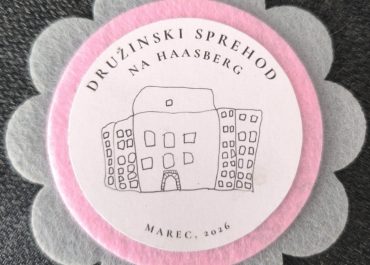 DRUŽINSKI SPREHOD
NA HAASBERG
MAREC, 2026